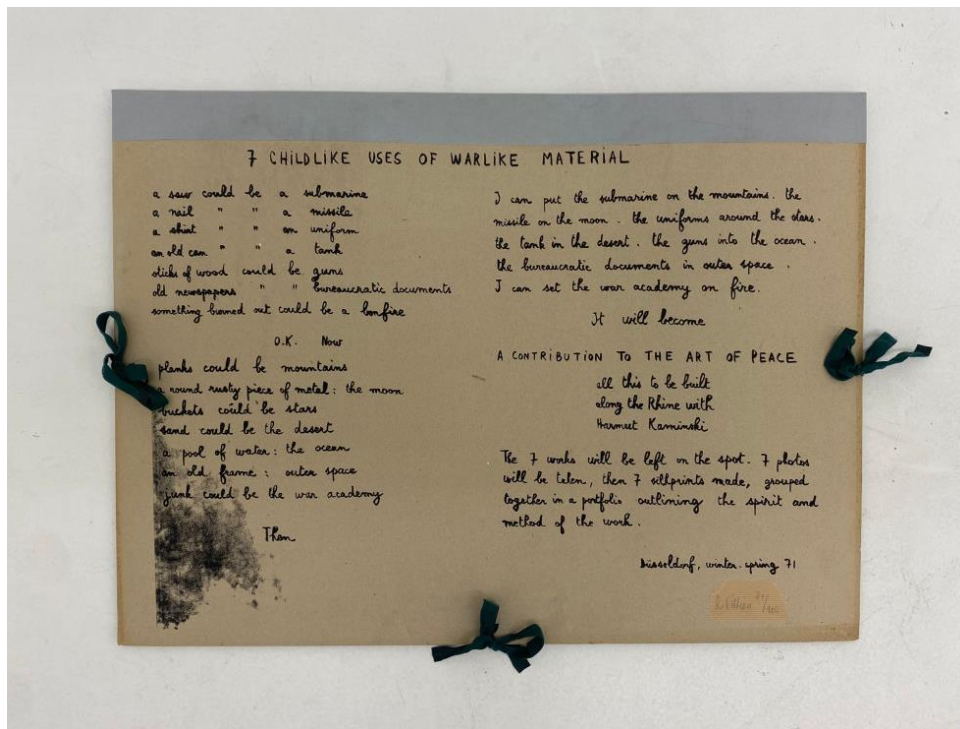 7 CHILDLIKE USES OF WARLIKE MATERIAL
a saw could be a submarine
a nail " " a missile
a shirt " " an uniform
an old can " " a tank
sticks of wood could be guns
old newspapers " " bureaucratic documents
something burned out could be a bonfire
O.K. Now
planks could be mountains
a round rusty piece of metal: the moon
buckets could be stars
sand could be the desert
a pool of water: the ocean
an old frame: outer space
junk could be the war academy
Then
I can put the submarine on the mountains. the
missile on the moon. the uniforms around the stars.
the tank in the desert. the guns into the ocean.
the bureaucratic documents in outer space.
I can set the war academy on fire.
It will become
A CONTRIBUTION TO THE ART OF PEACE
all this to be built
along the Rhine with
Harmut Kaminski
The 7 works will be left on the spot. 7 photos
will be taken, then 7 silkprints made, grouped
together in a portfolio outlining the spirit and
method of the work.
Düsseldorf, winter-spring 71